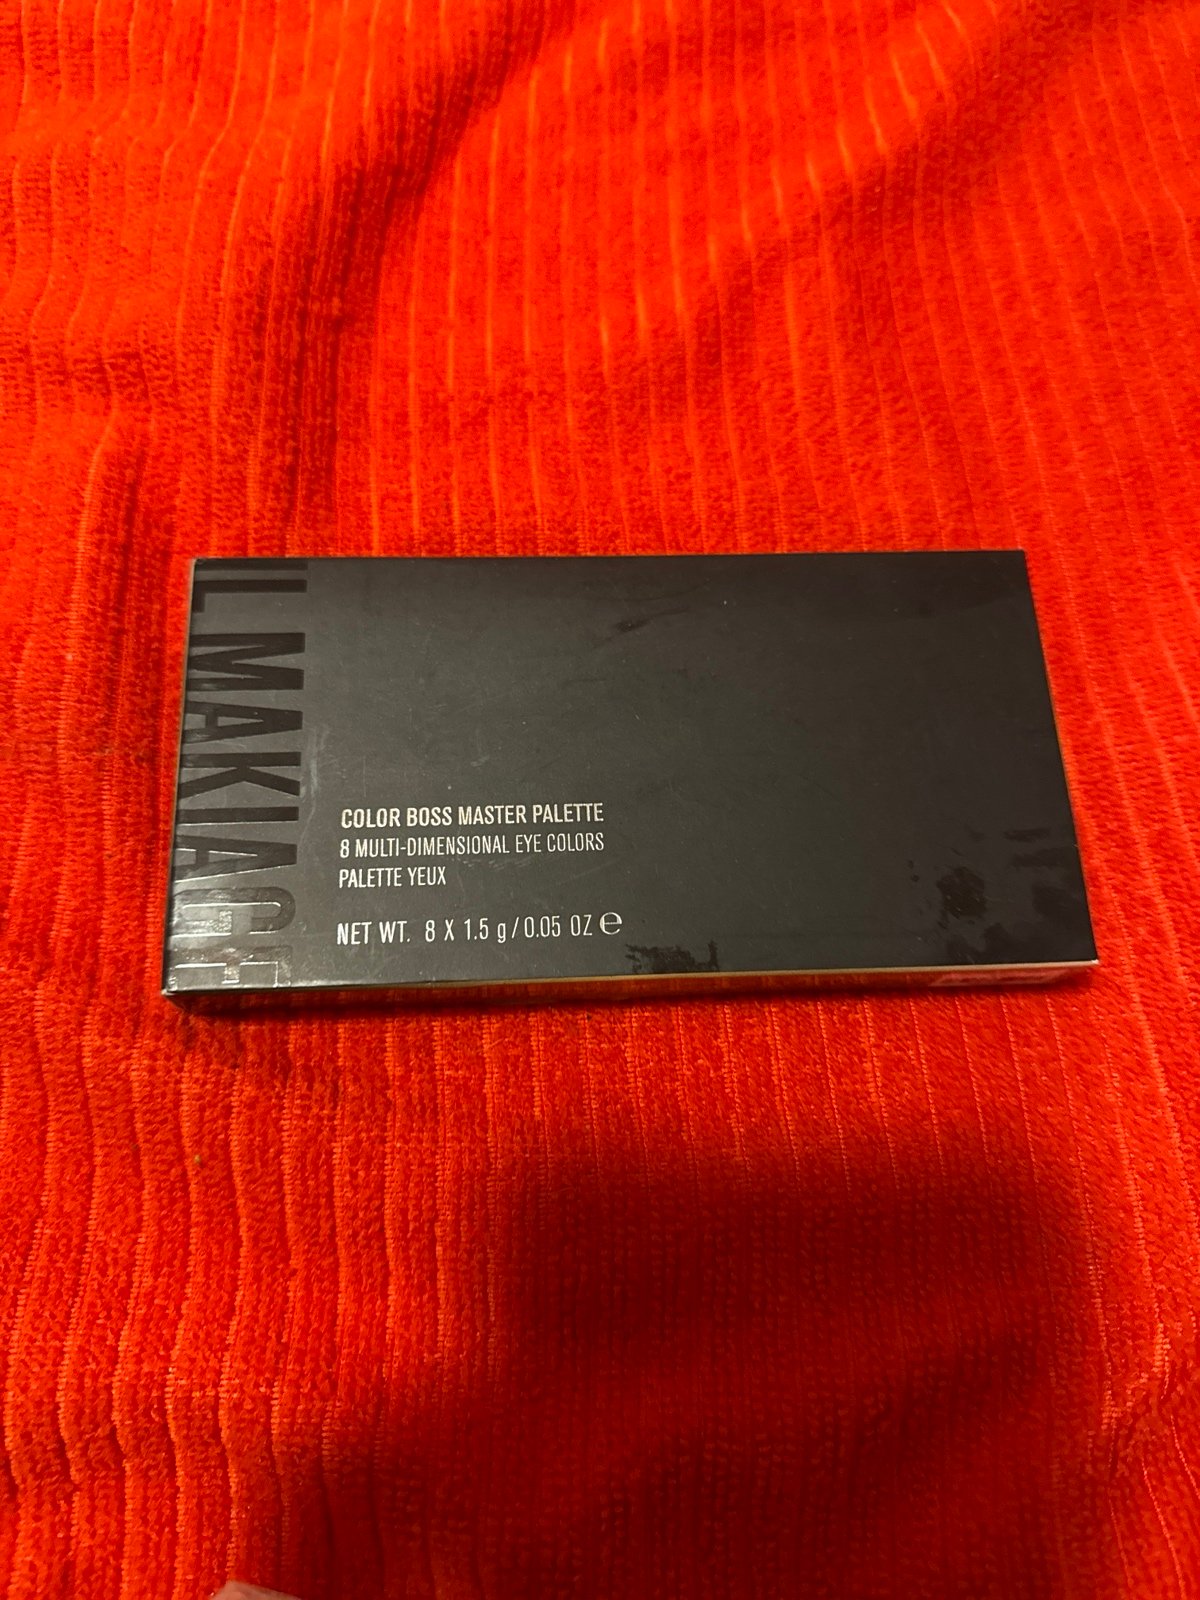 IL MAKIAGE
COLOR BOSS MASTER PALETTE
8 MULTI-DIMENSIONAL EYE COLORS
PALETTE YEUX
NET WT. 8 X 1.5 g/0.05 OZ ℮